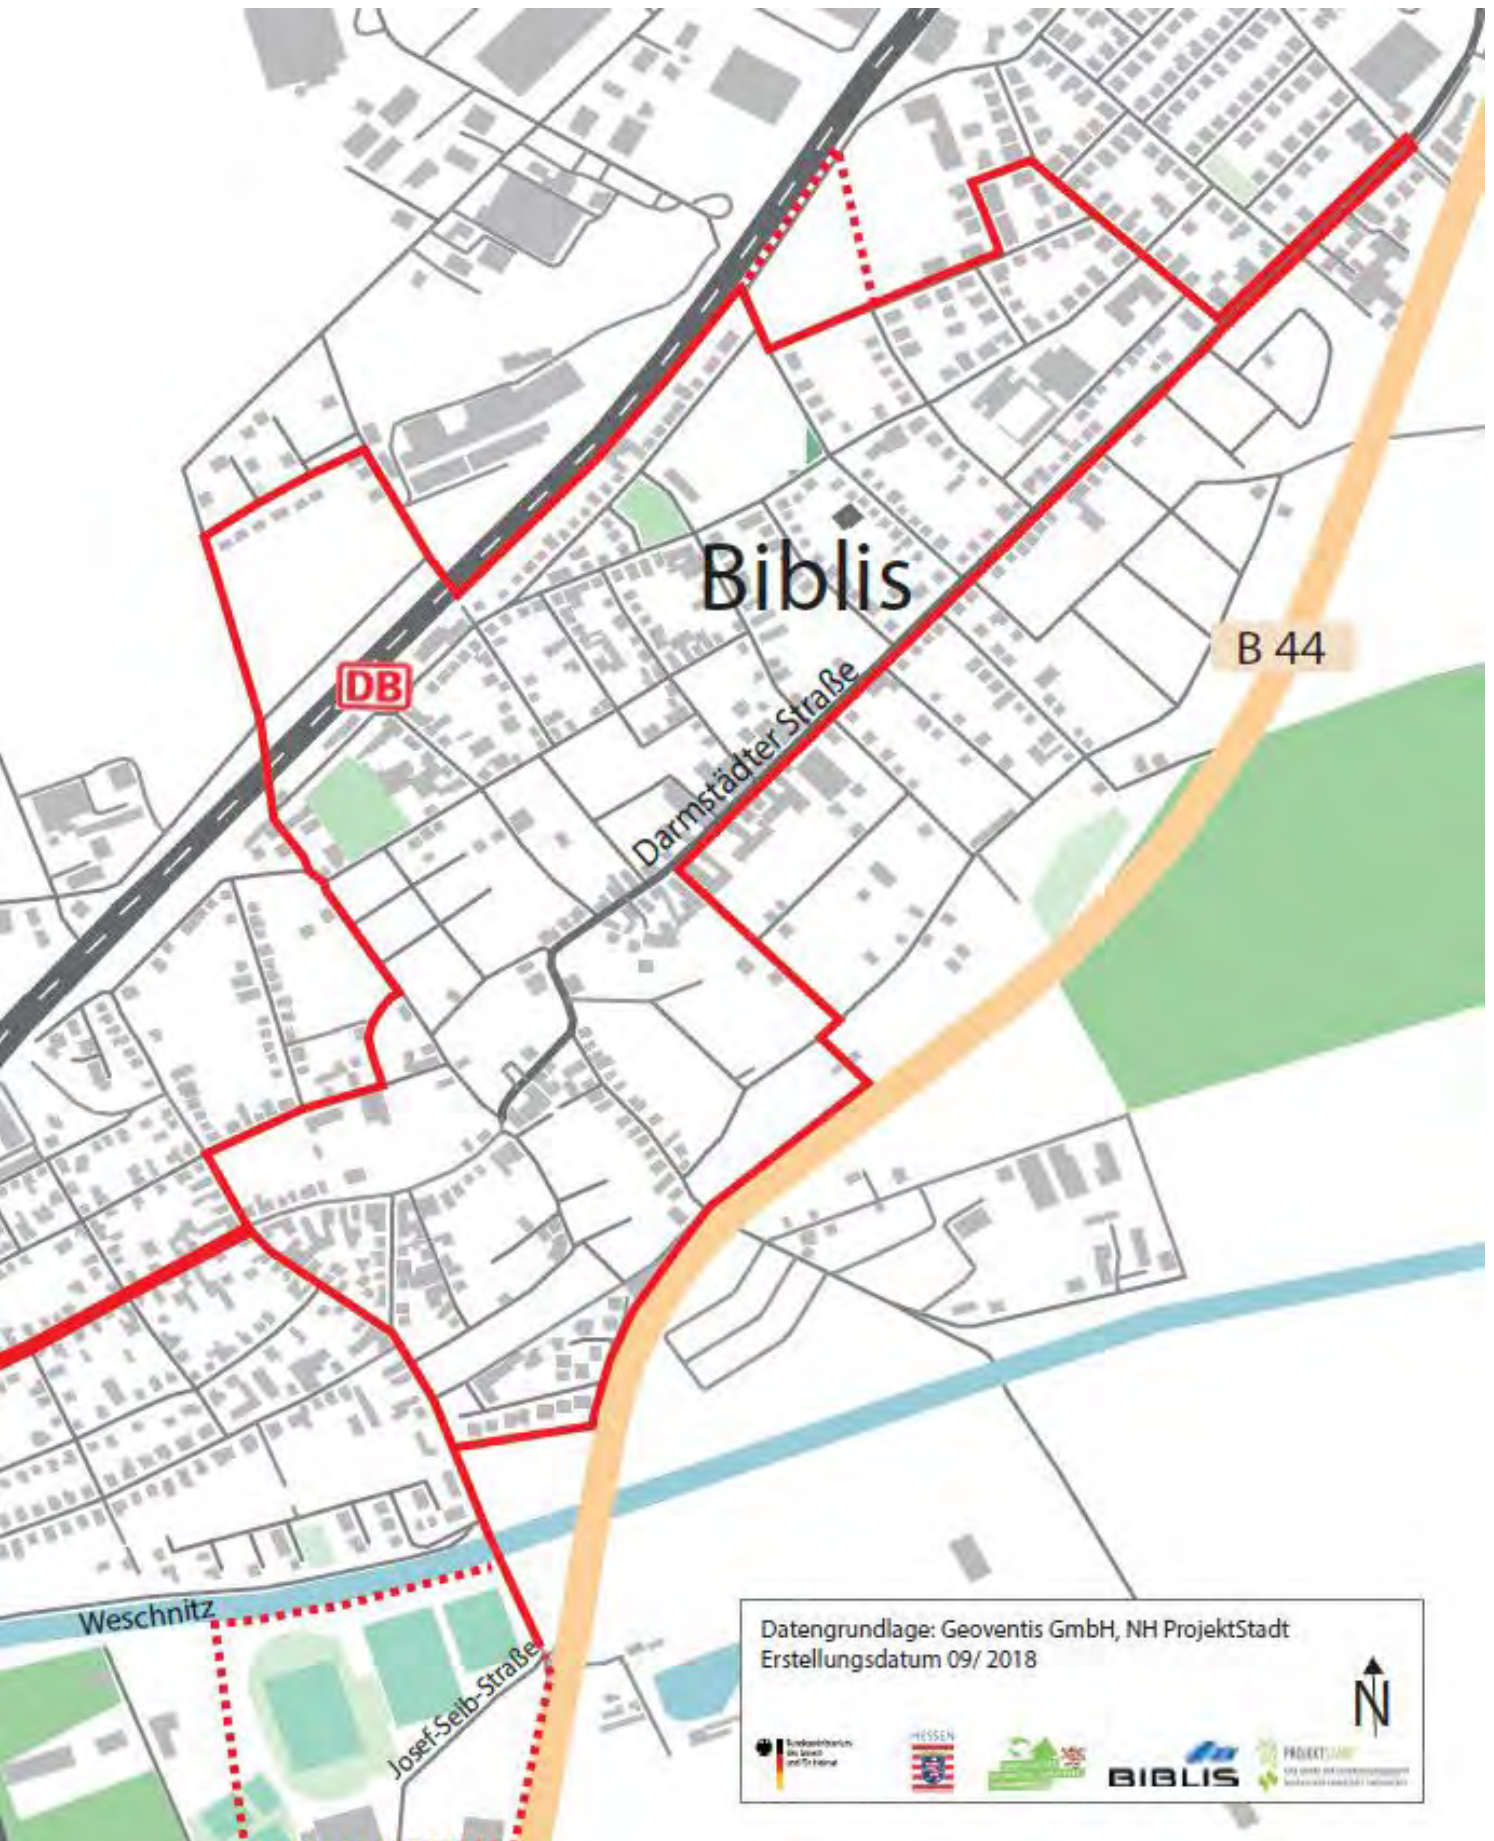 Biblis
B 44
DB
Darmstädter Straße
Weschnitz
Josef-Seib-Straße
Datengrundlage: Geoventis GmbH, NH ProjektStadt
Erstellungsdatum 09/ 2018
N
HESSEN
BIBLIS